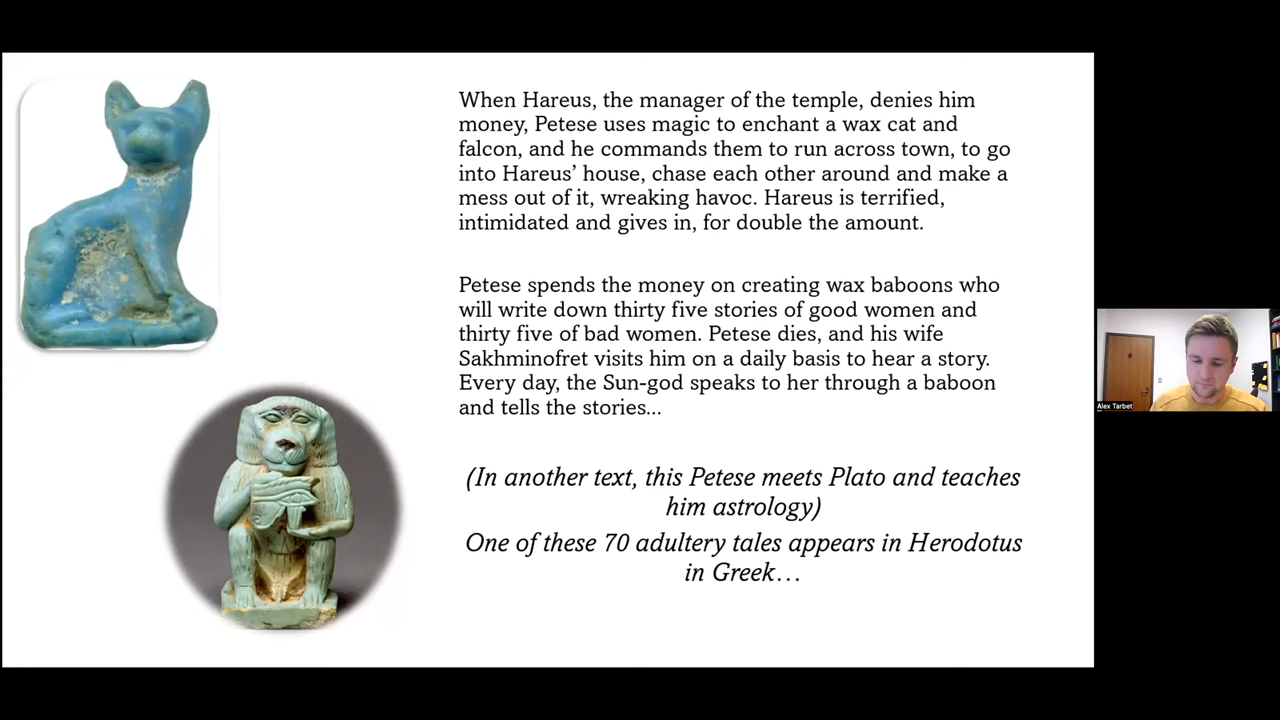 When Hareus, the manager of the temple, denies him
money, Petese uses magic to enchant a wax cat and
falcon, and he commands them to run across town, to go
into Hareus’ house, chase each other around and make a
mess out of it, wreaking havoc. Hareus is terrified,
intimidated and gives in, for double the amount.
Petese spends the money on creating wax baboons who
will write down thirty five stories of good women and
thirty five of bad women. Petese dies, and his wife
Sakhminofret visits him on a daily basis to hear a story.
Every day, the Sun-god speaks to her through a baboon
and tells the stories...
(In another text, this Petese meets Plato and teaches
him astrology)
One of these 70 adultery tales appears in Herodotus
in Greek…
Alex Tarbet